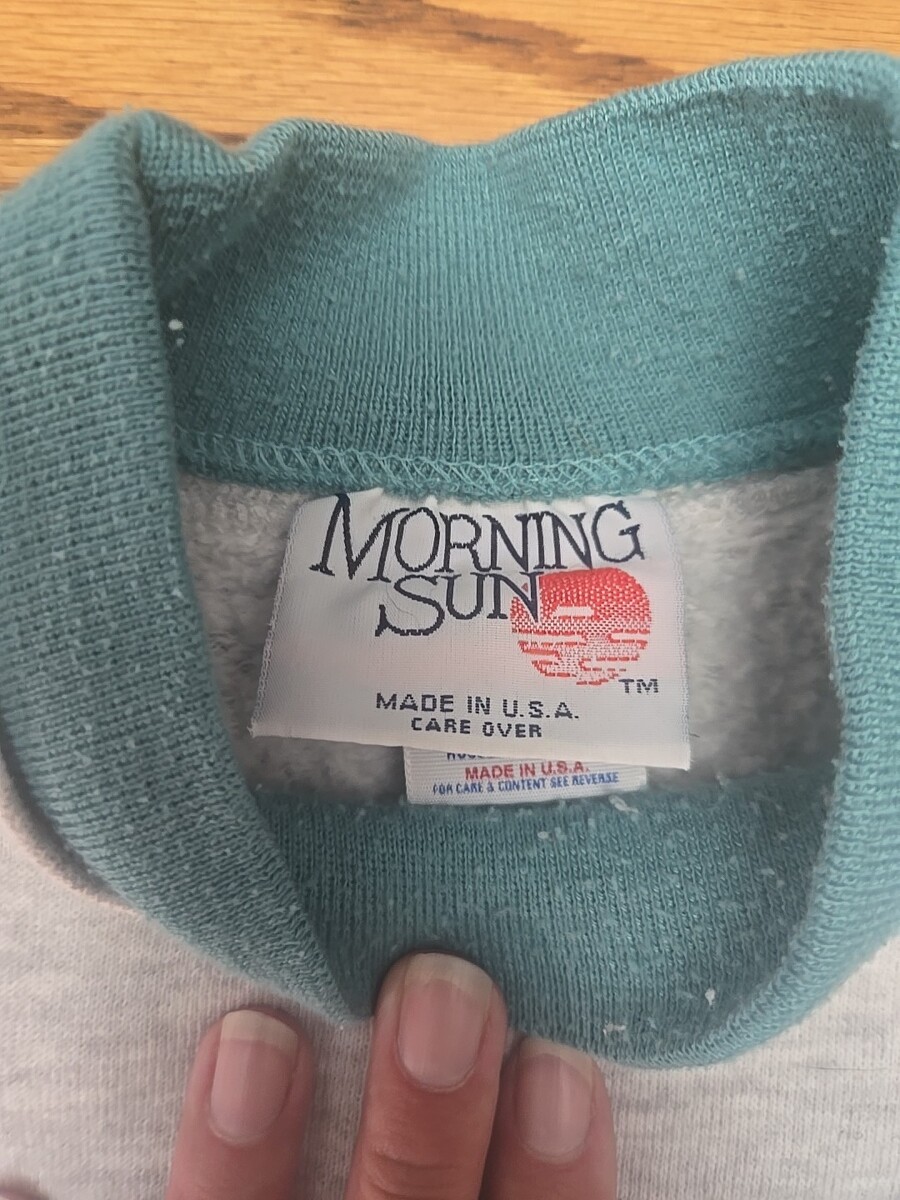 MORNING
SUN
TM
MADE IN U.S.A.
CARE OVER
MADE IN U.S.A.
FOR CARE & CONTENT SEE REVERSE